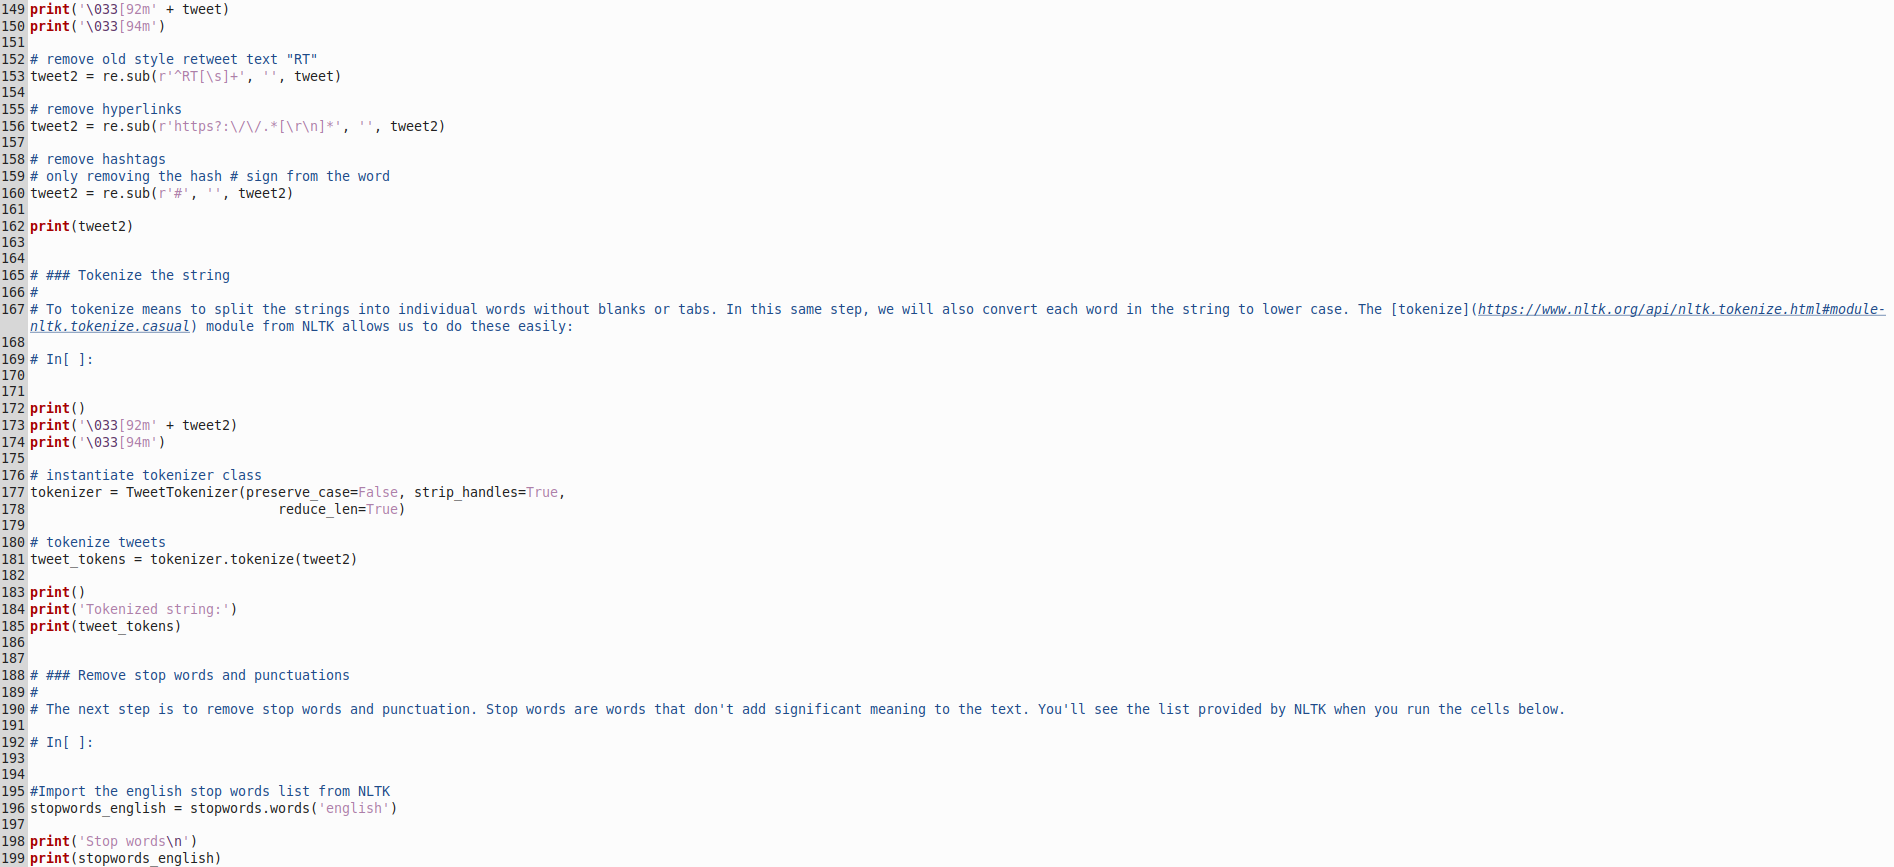 149 print('\033[92m' + tweet)
150 print('\033[94m')
151
152 # remove old style retweet text "RT"
153 tweet2 = re.sub(r'^RT[\s]+', '', tweet)
154
155 # remove hyperlinks
156 tweet2 = re.sub(r'https?:\/\/.*[\r\n]*', '', tweet2)
157
158 # remove hashtags
159 # only removing the hash # sign from the word
160 tweet2 = re.sub(r'#', '', tweet2)
161
162 print(tweet2)
163
164
165 # ### Tokenize the string
166 #
167 # To tokenize means to split the strings into individual words without blanks or tabs. In this same step, we will also convert each word in the string to lower case. The [tokenize](https://www.nltk.org/api/nltk.tokenize.html#module-
nltk.tokenize.casual) module from NLTK allows us to do these easily:
168
169 # In[ ]:
170
171
172 print()
173 print('\033[92m' + tweet2)
174 print('\033[94m')
175
176 # instantiate tokenizer class
177 tokenizer = TweetTokenizer(preserve_case=False, strip_handles=True,
178                                reduce_len=True)
179
180 # tokenize tweets
181 tweet_tokens = tokenizer.tokenize(tweet2)
182
183 print()
184 print('Tokenized string:')
185 print(tweet_tokens)
186
187
188 # ### Remove stop words and punctuations
189 #
190 # The next step is to remove stop words and punctuation. Stop words are words that don't add significant meaning to the text. You'll see the list provided by NLTK when you run the cells below.
191
192 # In[ ]:
193
194
195 #Import the english stop words list from NLTK
196 stopwords_english = stopwords.words('english')
197
198 print('Stop words\n')
199 print(stopwords_english)